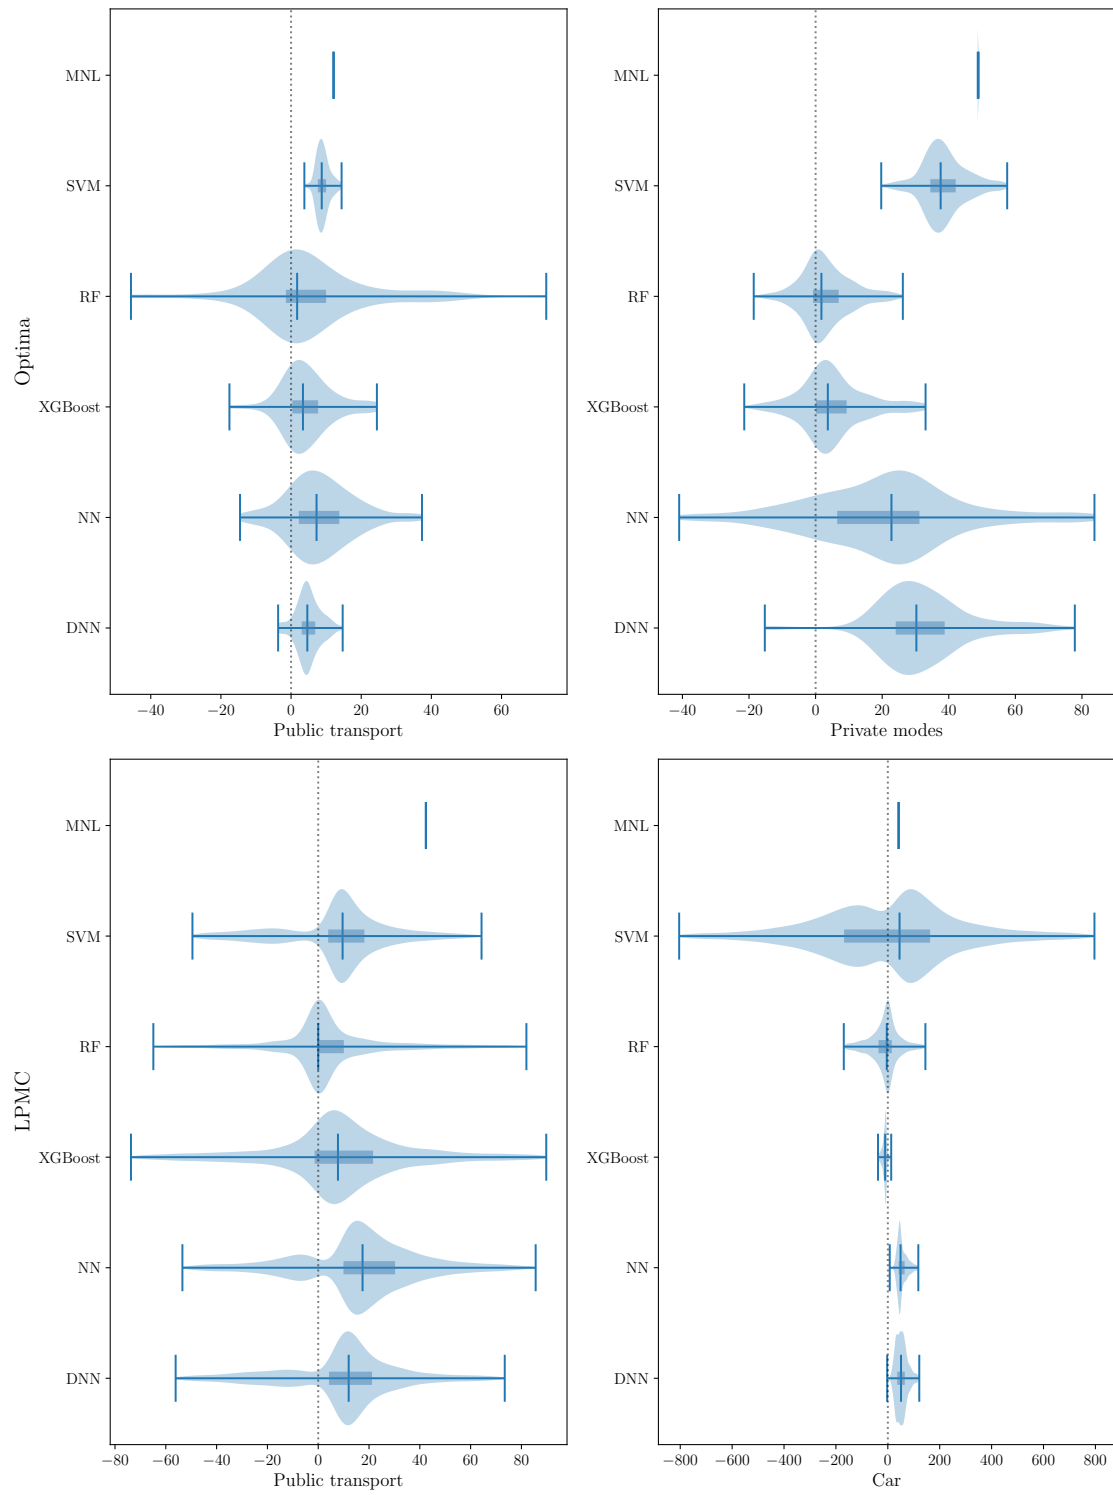 Optima
MNL
SVM
RF
XGBoost
NN
DNN
−40 −20 0 20 40 60
Public transport
MNL
SVM
RF
XGBoost
NN
DNN
−40 −20 0 20 40 60 80
Private modes
LPMC
MNL
SVM
RF
XGBoost
NN
DNN
−80 −60 −40 −20 0 20 40 60 80
Public transport
MNL
SVM
RF
XGBoost
NN
DNN
−800 −600 −400 −200 0 200 400 600 800
Car